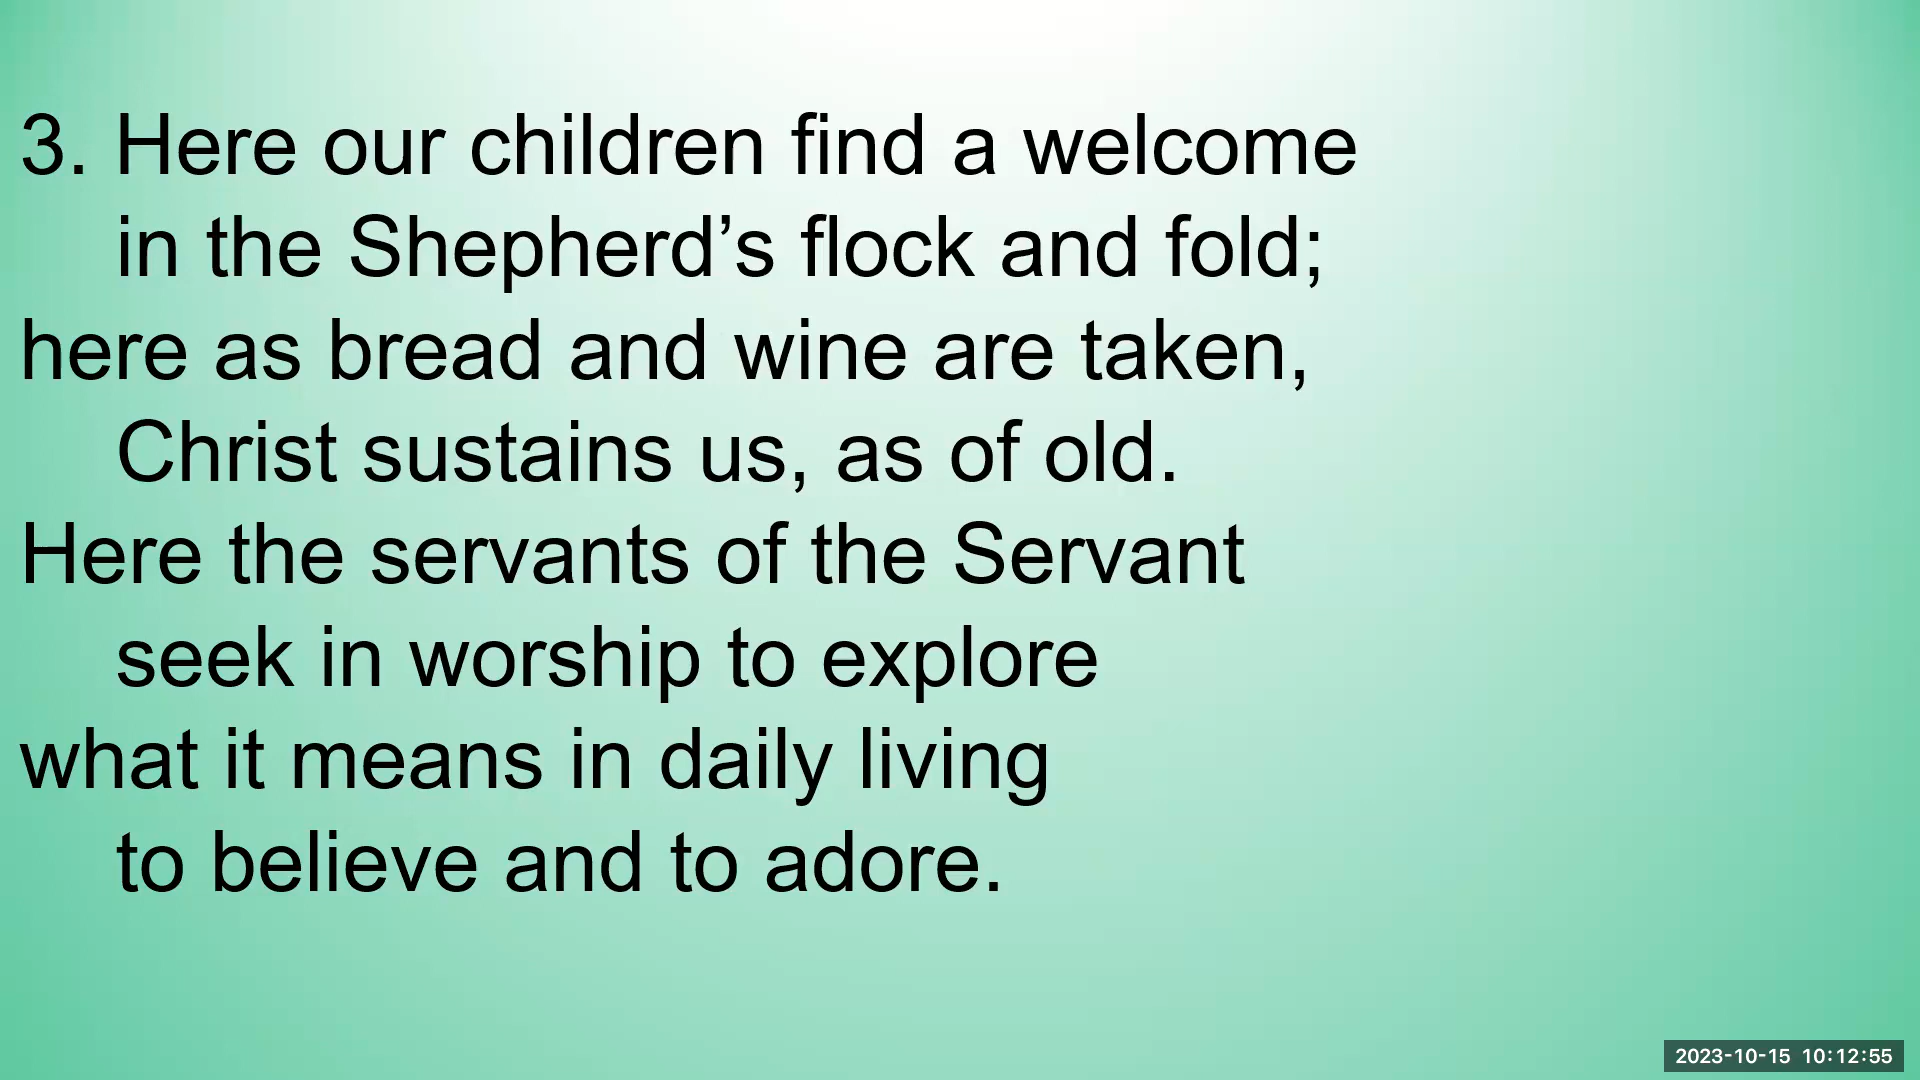 3. Here our children find a welcome
in the Shepherd’s flock and fold;
here as bread and wine are taken,
Christ sustains us, as of old.
Here the servants of the Servant
seek in worship to explore
what it means in daily living
to believe and to adore.
2023-10-15 10:12:55